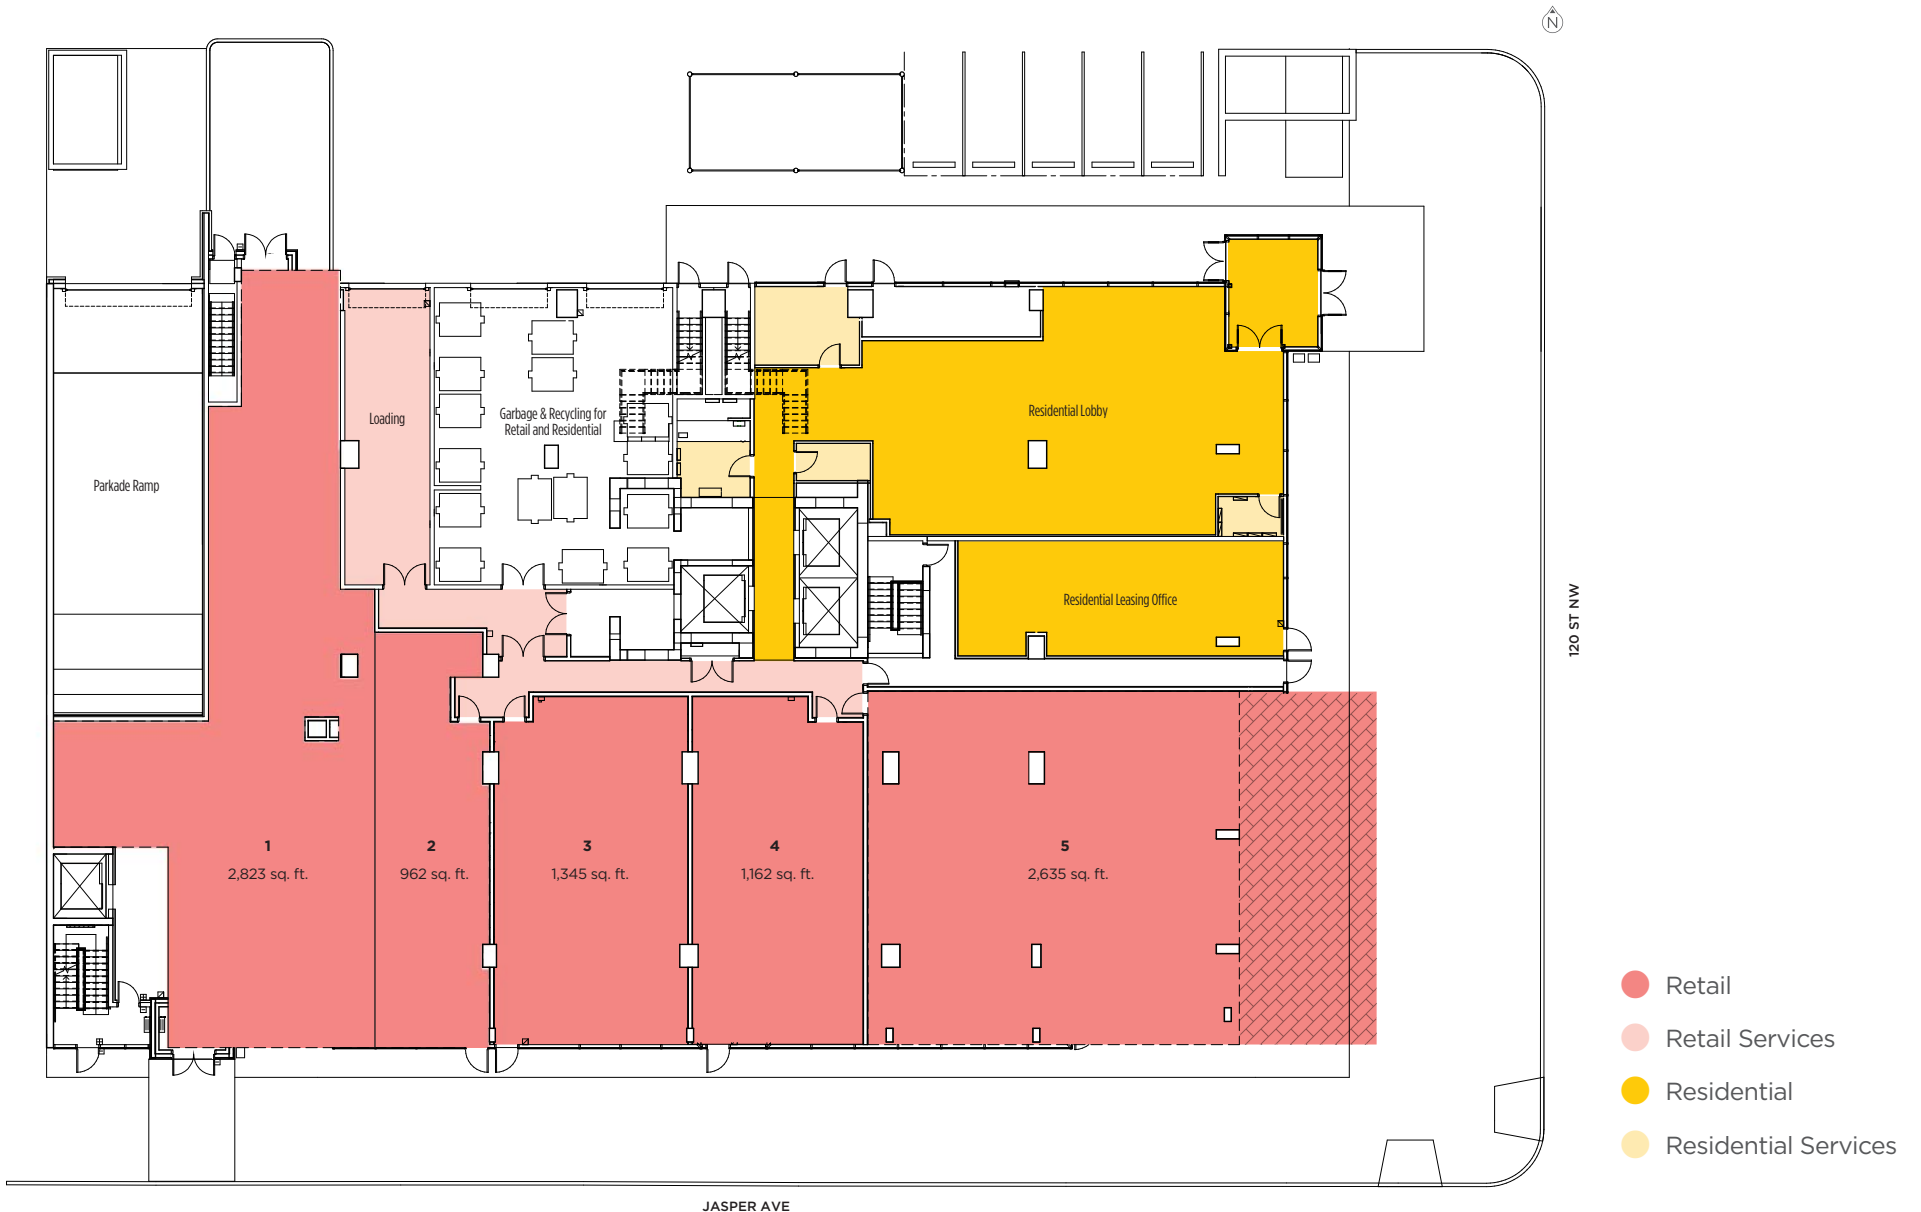 N
Loading
Garbage & Recycling for
Retail and Residential
Residential Lobby
Parkade Ramp
Residential Leasing Office
120 ST NW
1
2,823 sq. ft.
2
962 sq. ft.
3
1,345 sq. ft.
4
1,162 sq. ft.
5
2,635 sq. ft.
Retail
Retail Services
Residential
Residential Services
JASPER AVE